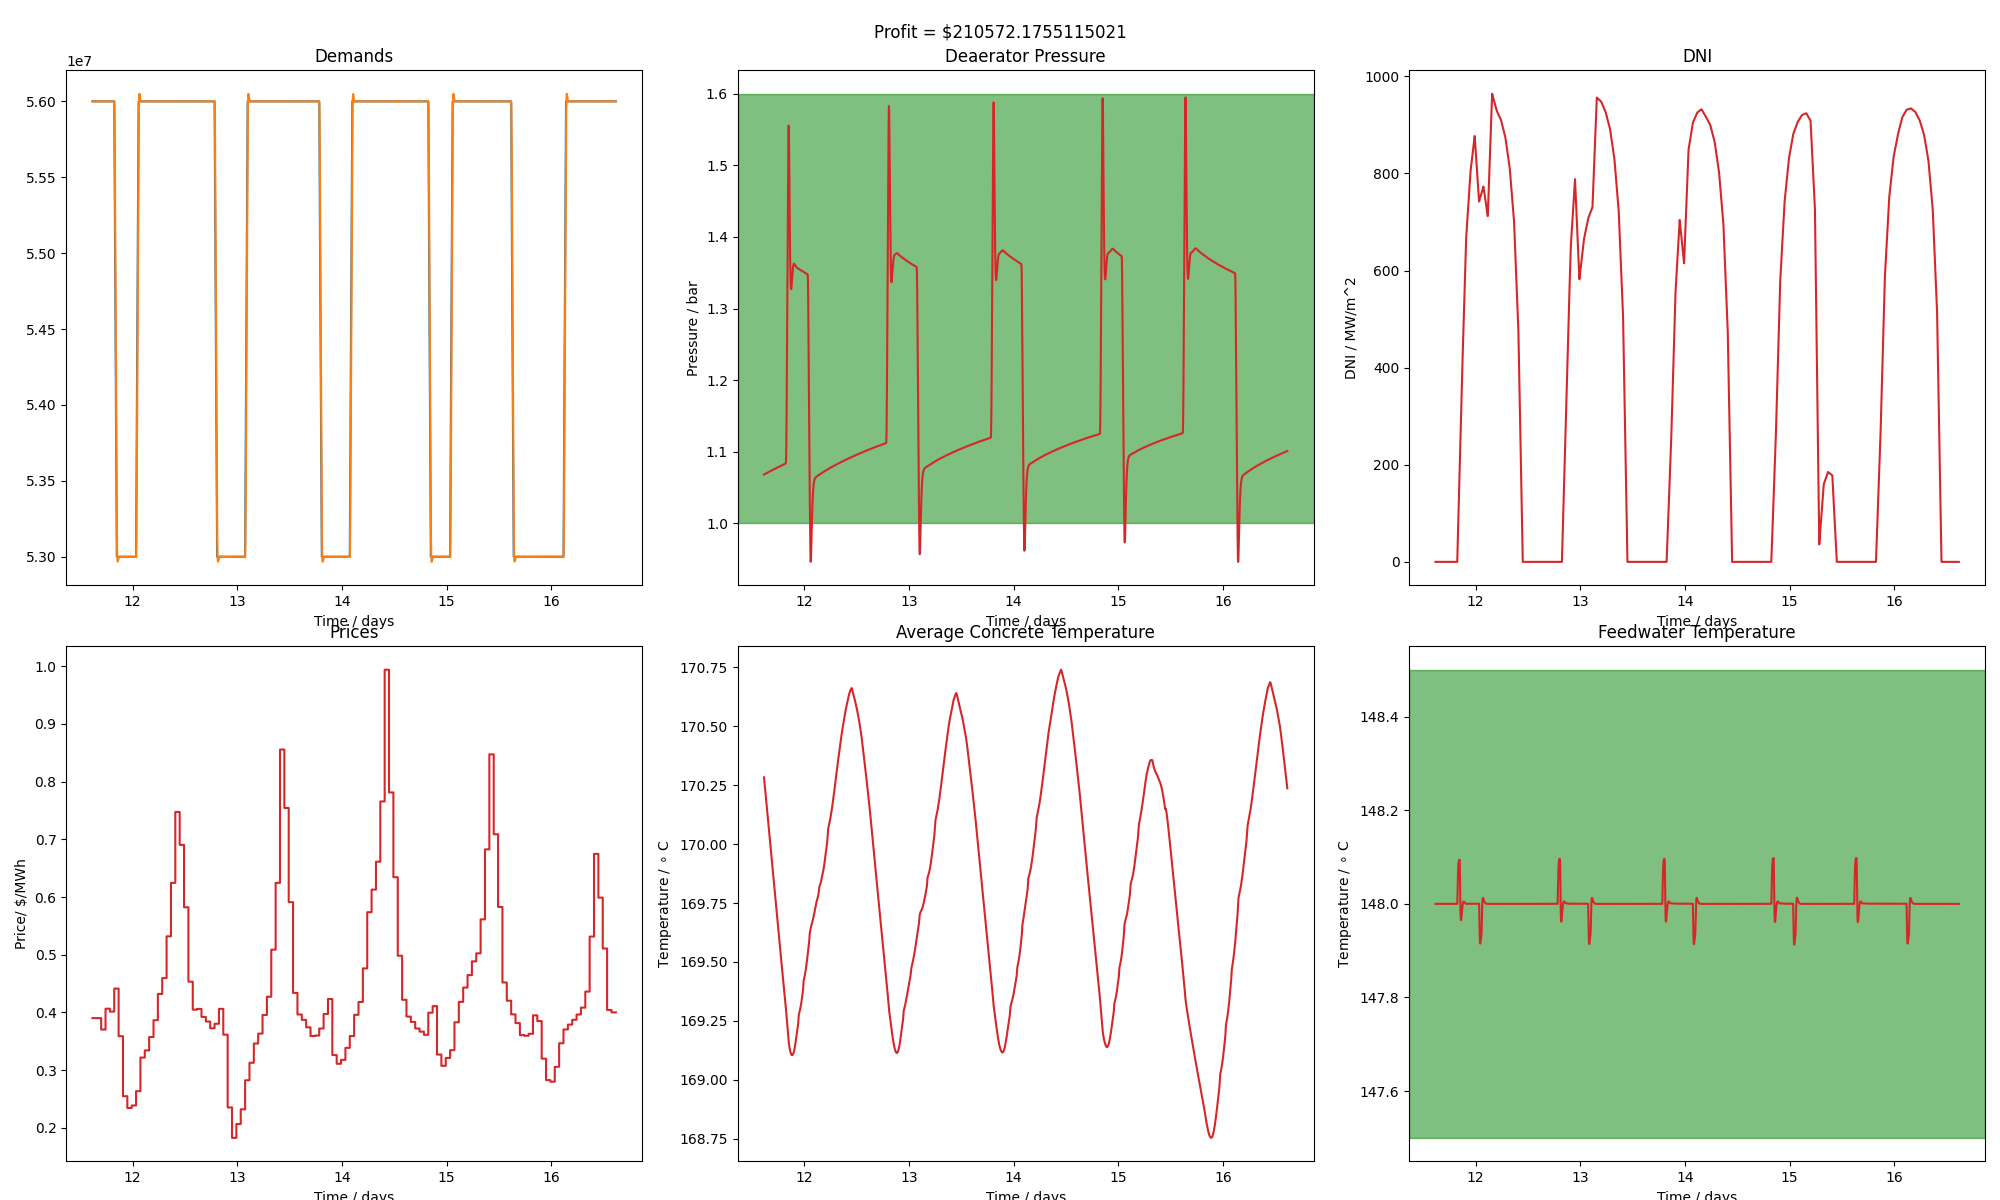 Profit = $210572.1755115021
Demands
1e7
5.60
5.55
5.50
5.45
5.40
5.35
5.30
12 13 14 15 16
Time / days
Deaerator Pressure
Pressure / bar
1.6
1.5
1.4
1.3
1.2
1.1
1.0
12 13 14 15 16
Time / days
DNI
DNI / MW/m^2
1000
800
600
400
200
0
12 13 14 15 16
Time / days
Prices
Price/ $/MWh
1.0
0.9
0.8
0.7
0.6
0.5
0.4
0.3
0.2
12 13 14 15 16
Time / days
Average Concrete Temperature
Temperature / ∘ C
170.75
170.50
170.25
170.00
169.75
169.50
169.25
169.00
168.75
12 13 14 15 16
Time / days
Feedwater Temperature
Temperature / ∘ C
148.4
148.2
148.0
147.8
147.6
12 13 14 15 16
Time / days